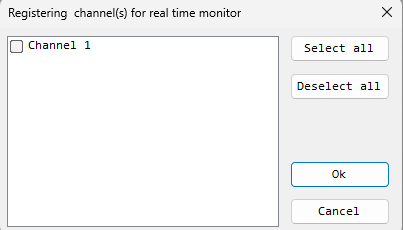 Registering  channel(s) for real time monitor
Channel 1
Select all
Deselect all
Ok
Cancel